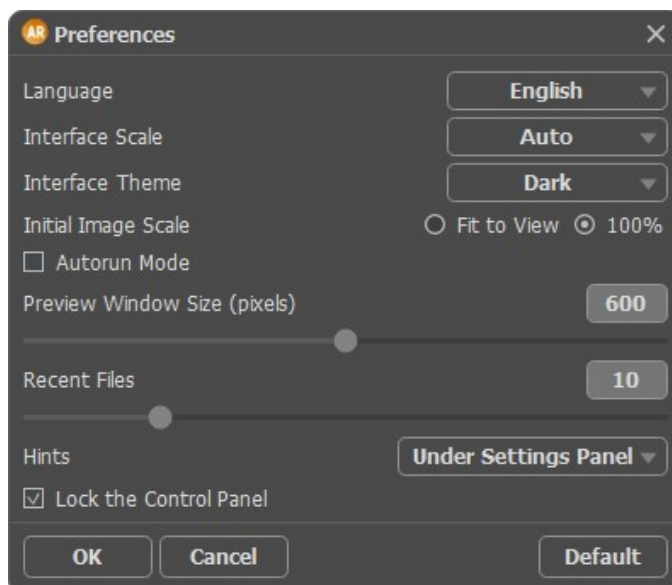 AR Preferences
Language English
Interface Scale Auto
Interface Theme Dark
Initial Image Scale Fit to View 100%
Autorun Mode
Preview Window Size (pixels) 600
Recent Files 10
Hints Under Settings Panel
Lock the Control Panel
OK Cancel Default